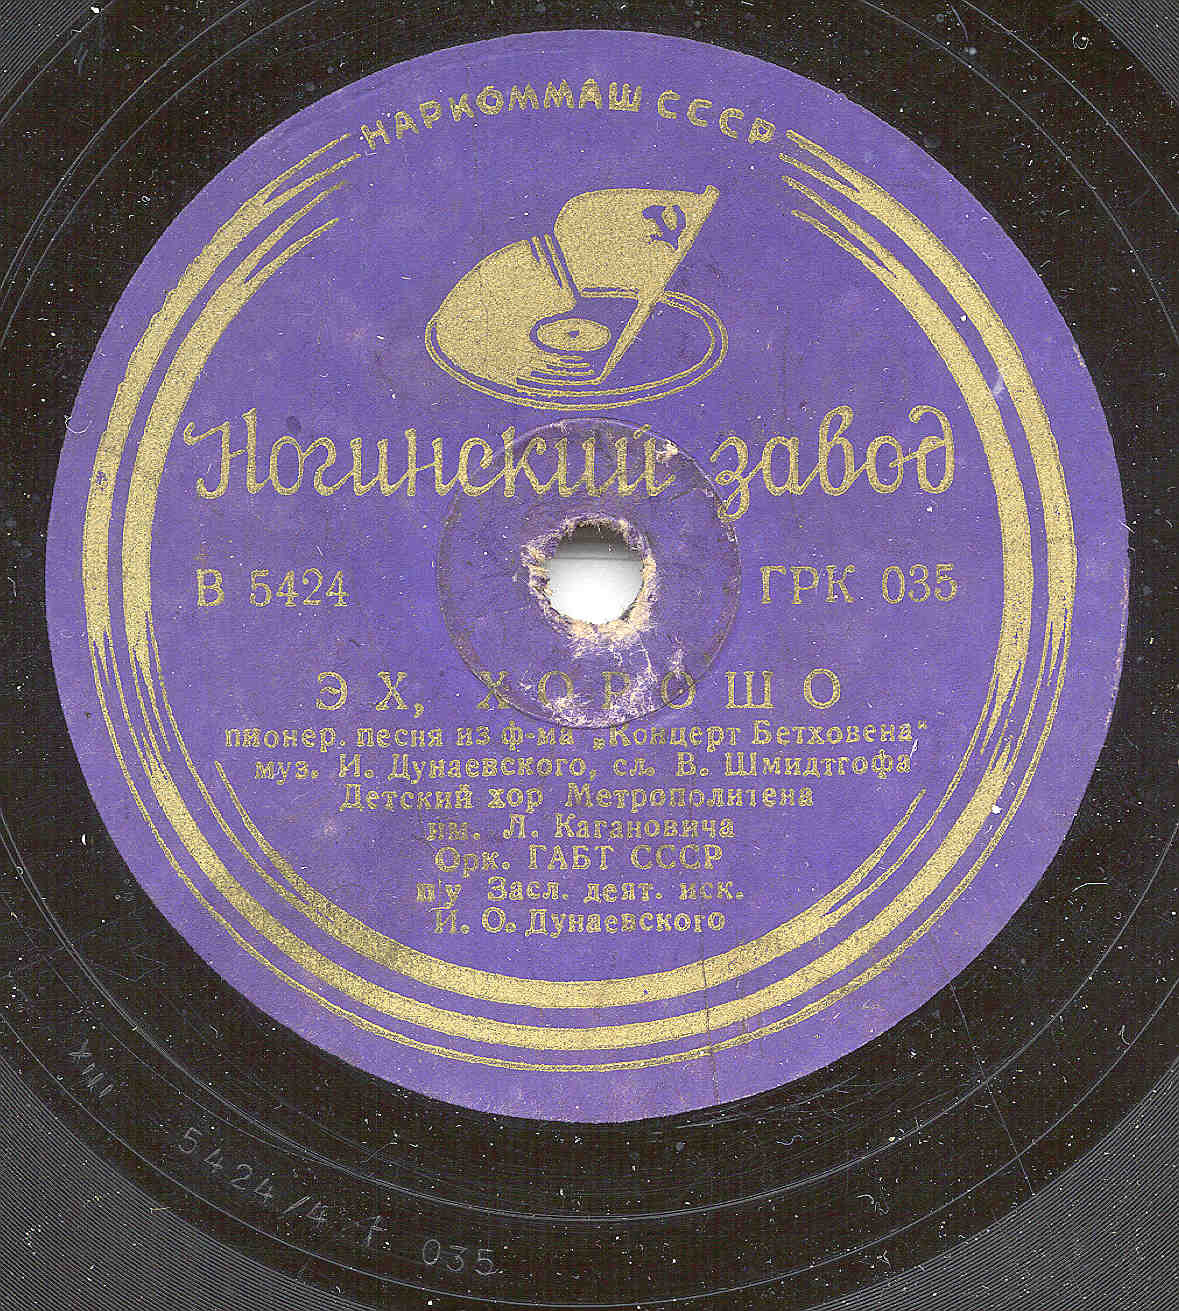 НАРКОММАШ СССР
Ногинский завод
В 5424 ГРК 035
ЭХ, ХОРОШО
пионер. песня из ф-ма „Концерт Бетховена“
муз. И. Дунаевского, сл. В. Шмидтгофа
Детский хор Метрополитена
им. Л. Кагановича
Орк. ГАБТ СССР
п/у Засл. деят. иск.
И. О. Дунаевского
5424/4
035